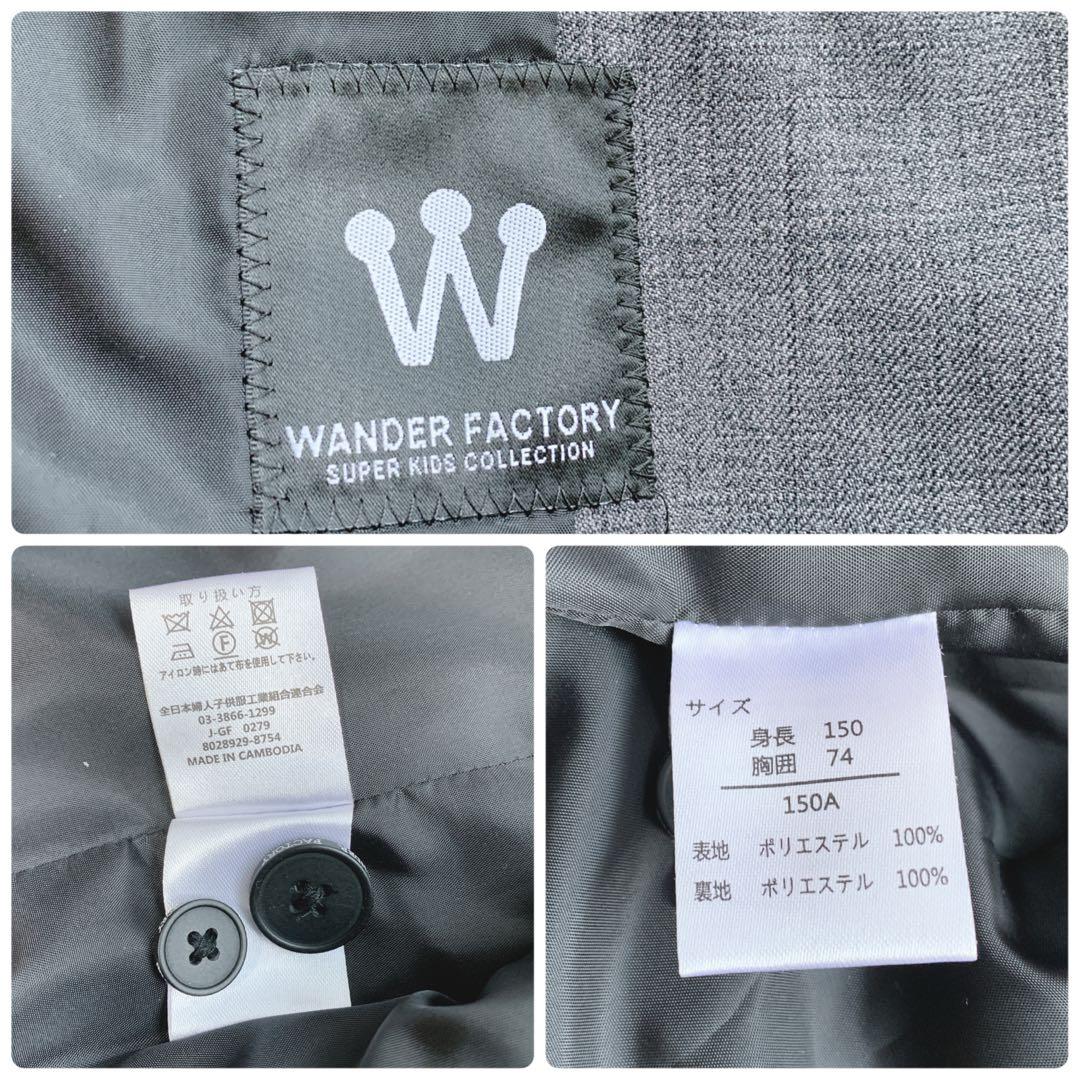 W
WANDER FACTORY
SUPER KIDS COLLECTION
取り扱い方
F W
アイロン時にはあて布を使用して下さい。
全日本婦人子供服工業組合連合会
03-3866-1299
J-GF 0279
8028929-8754
MADE IN CAMBODIA
FACTORY
サイズ
身長 150
胸囲 74
150A
表地 ポリエステル 100%
裏地 ポリエステル 100%